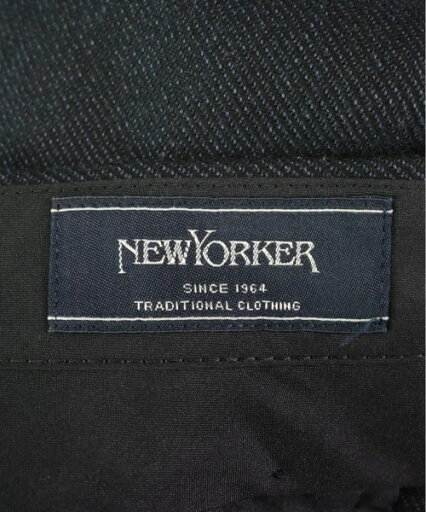 NEWYORKER
SINCE 1964
TRADITIONAL CLOTHING